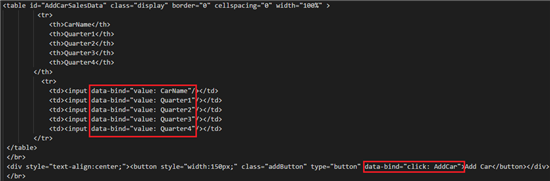 <table id="AddCarSalesData" class="display" border="0" cellspacing="0" width="100%" >
<tr>
<th>CarName</th>
<th>Quarter1</th>
<th>Quarter2</th>
<th>Quarter3</th>
<th>Quarter4</th>
</th>
<tr>
<td><input data-bind="value: CarName"/></td>
<td><input data-bind="value: Quarter1"/></td>
<td><input data-bind="value: Quarter2"/></td>
<td><input data-bind="value: Quarter3"/></td>
<td><input data-bind="value: Quarter4"/></td>
</tr>
</table>
</br>
<div style="text-align:center;"><button style="width:150px;" class="addButton" type="button" data-bind="click: AddCar">Add Car</button></div>
</br>